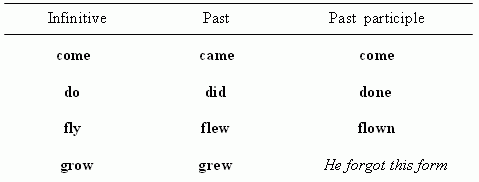 Infinitive Past Past participle
come came come
do did done
fly flew flown
grow grew He forgot this form